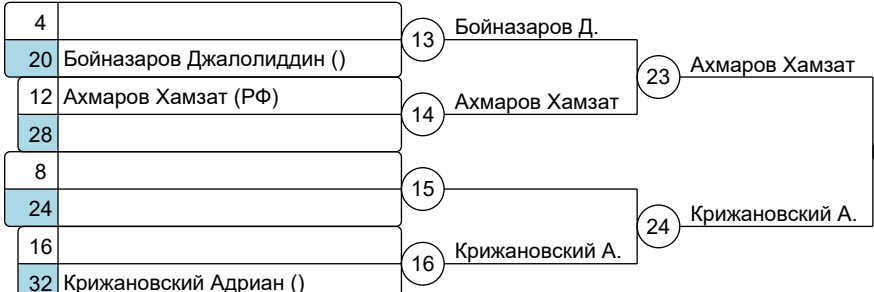 4
20 Бойназаров Джалолиддин ()
13 Бойназаров Д.
12 Ахмаров Хамзат (РФ)
28
14 Ахмаров Хамзат
23 Ахмаров Хамзат
8
24
15
16
32 Крижановский Адриан ()
16 Крижановский А.
24 Крижановский А.